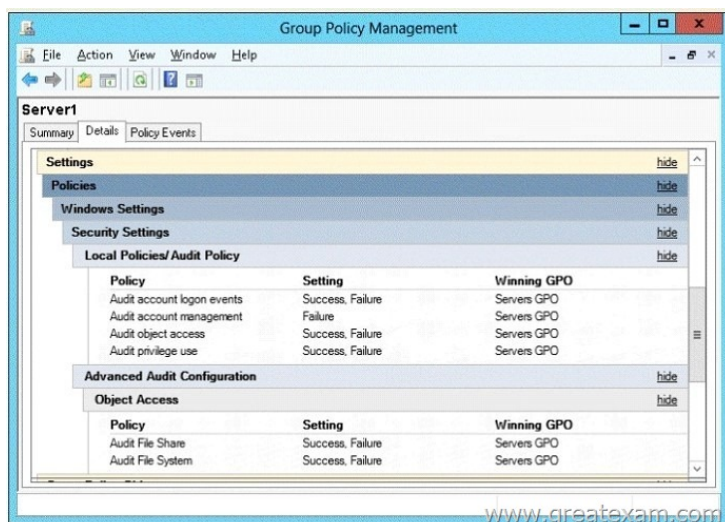 Group Policy Management
File Action View Window Help
Server1
Summary Details Policy Events
Settings hide
Policies hide
Windows Settings hide
Security Settings hide
Local Policies/Audit Policy hide
Policy Setting Winning GPO
Audit account logon events Success, Failure Servers GPO
Audit account management Failure Servers GPO
Audit object access Success, Failure Servers GPO
Audit privilege use Success, Failure Servers GPO
Advanced Audit Configuration hide
Object Access hide
Policy Setting Winning GPO
Audit File Share Success, Failure Servers GPO
Audit File System Success, Failure Servers GPO
www.greatexam.com